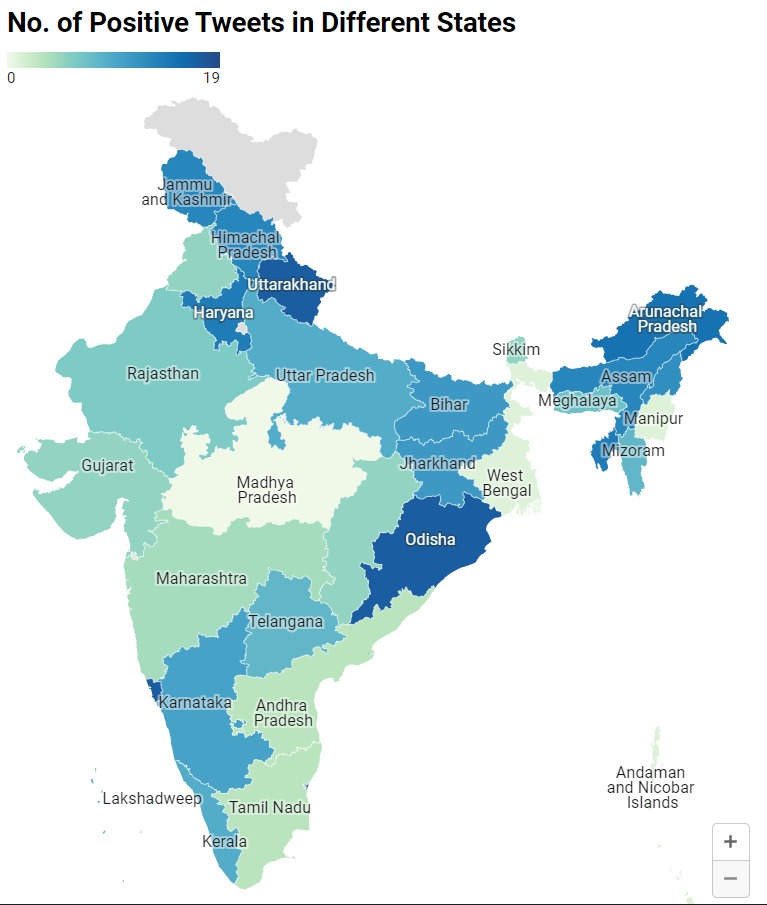 No. of Positive Tweets in Different States
0 19
Jammu
and Kashmir
Himachal
Pradesh
Uttarakhand
Haryana
Arunachal
Pradesh
Sikkim
Rajasthan
Uttar Pradesh
Assam
Bihar
Meghalaya
Manipur
Mizoram
Gujarat
Jharkhand
Madhya
Pradesh
West
Bengal
Odisha
Maharashtra
Telangana
Karnataka
Andhra
Pradesh
Andaman
and Nicobar
Islands
Lakshadweep
Tamil Nadu
Kerala
+
−